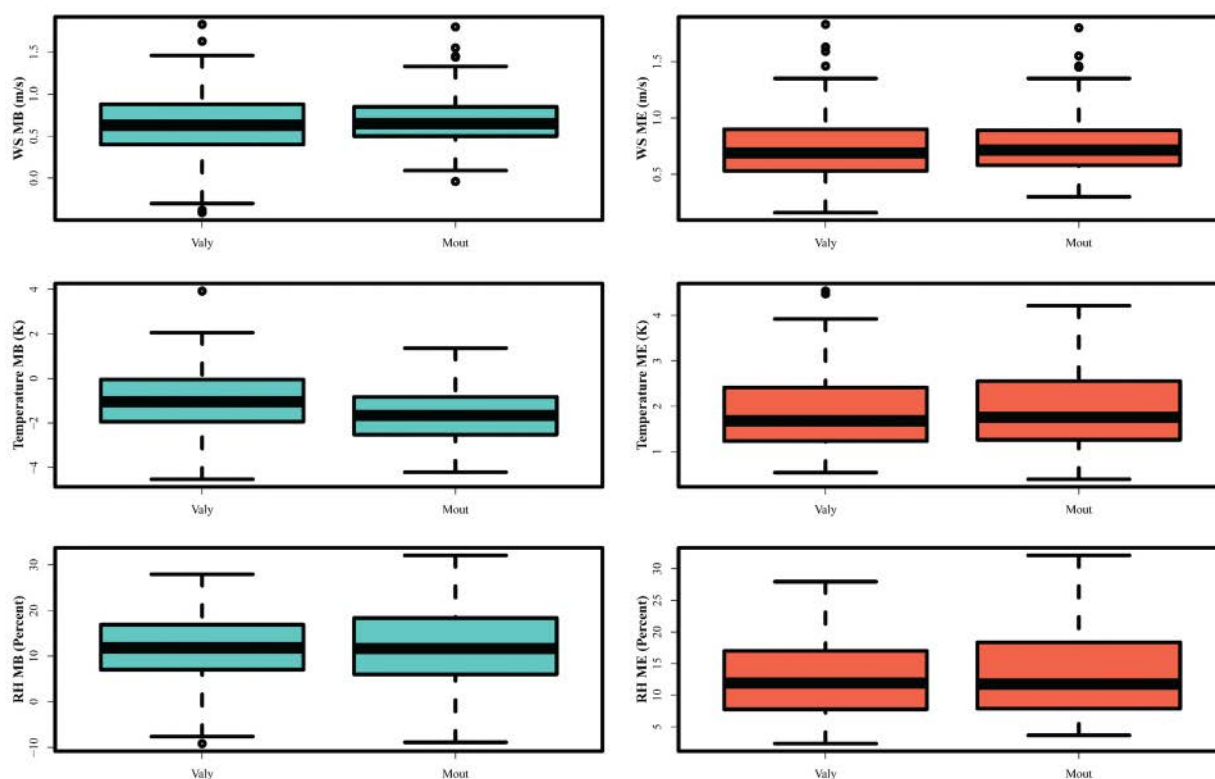 WS MB (m/s)
1.5
1.0
0.5
0.0
Valy
Mout
WS ME (m/s)
1.5
1.0
0.5
Valy
Mout
Temperature MB (K)
4
2
0
−2
−4
Valy
Mout
Temperature ME (K)
4
3
2
1
Valy
Mout
RH MB (Percent)
30
20
10
0
−10
Valy
Mout
RH ME (Percent)
30
25
20
15
10
5
Valy
Mout